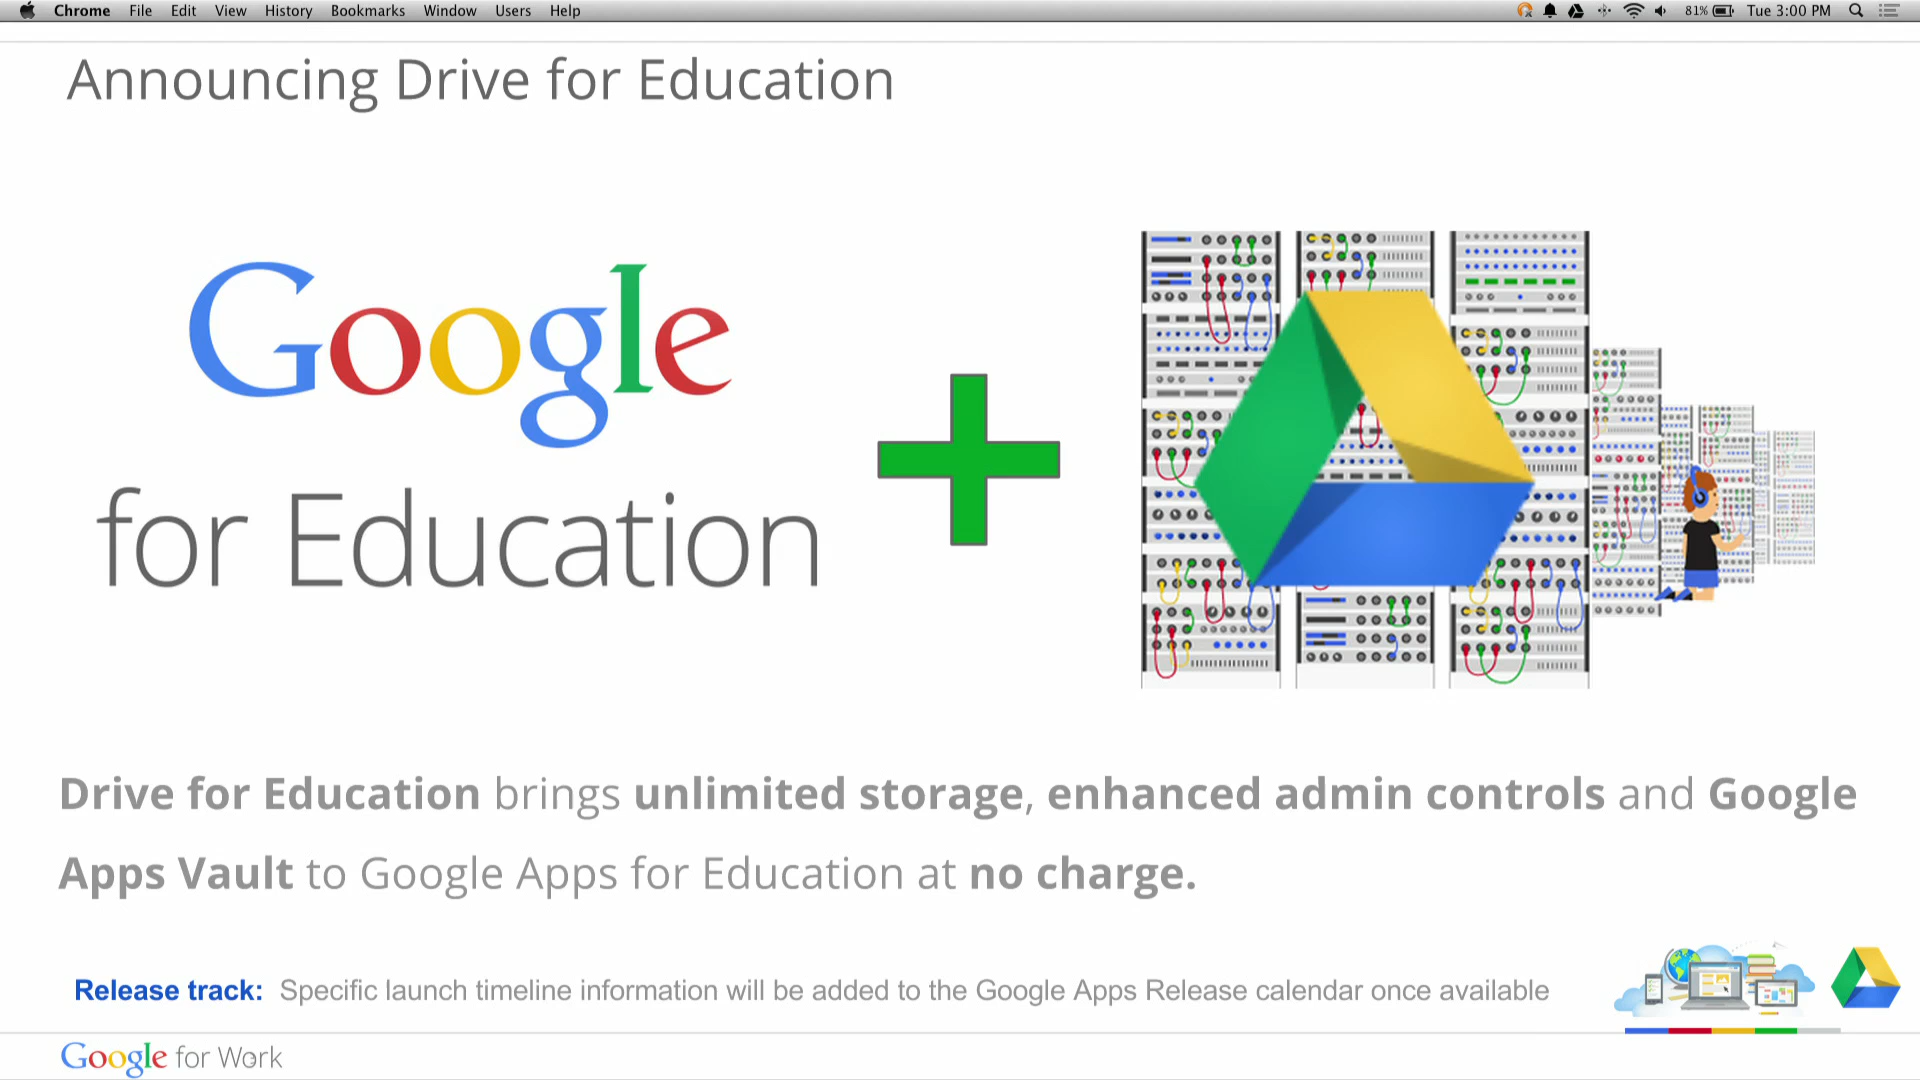 Chrome File Edit View History Bookmarks Window Users Help 81% Tue 3:00 PM
Announcing Drive for Education
Google
for Education
Drive for Education brings unlimited storage, enhanced admin controls and Google
Apps Vault to Google Apps for Education at no charge.
Release track: Specific launch timeline information will be added to the Google Apps Release calendar once available
Google for Work